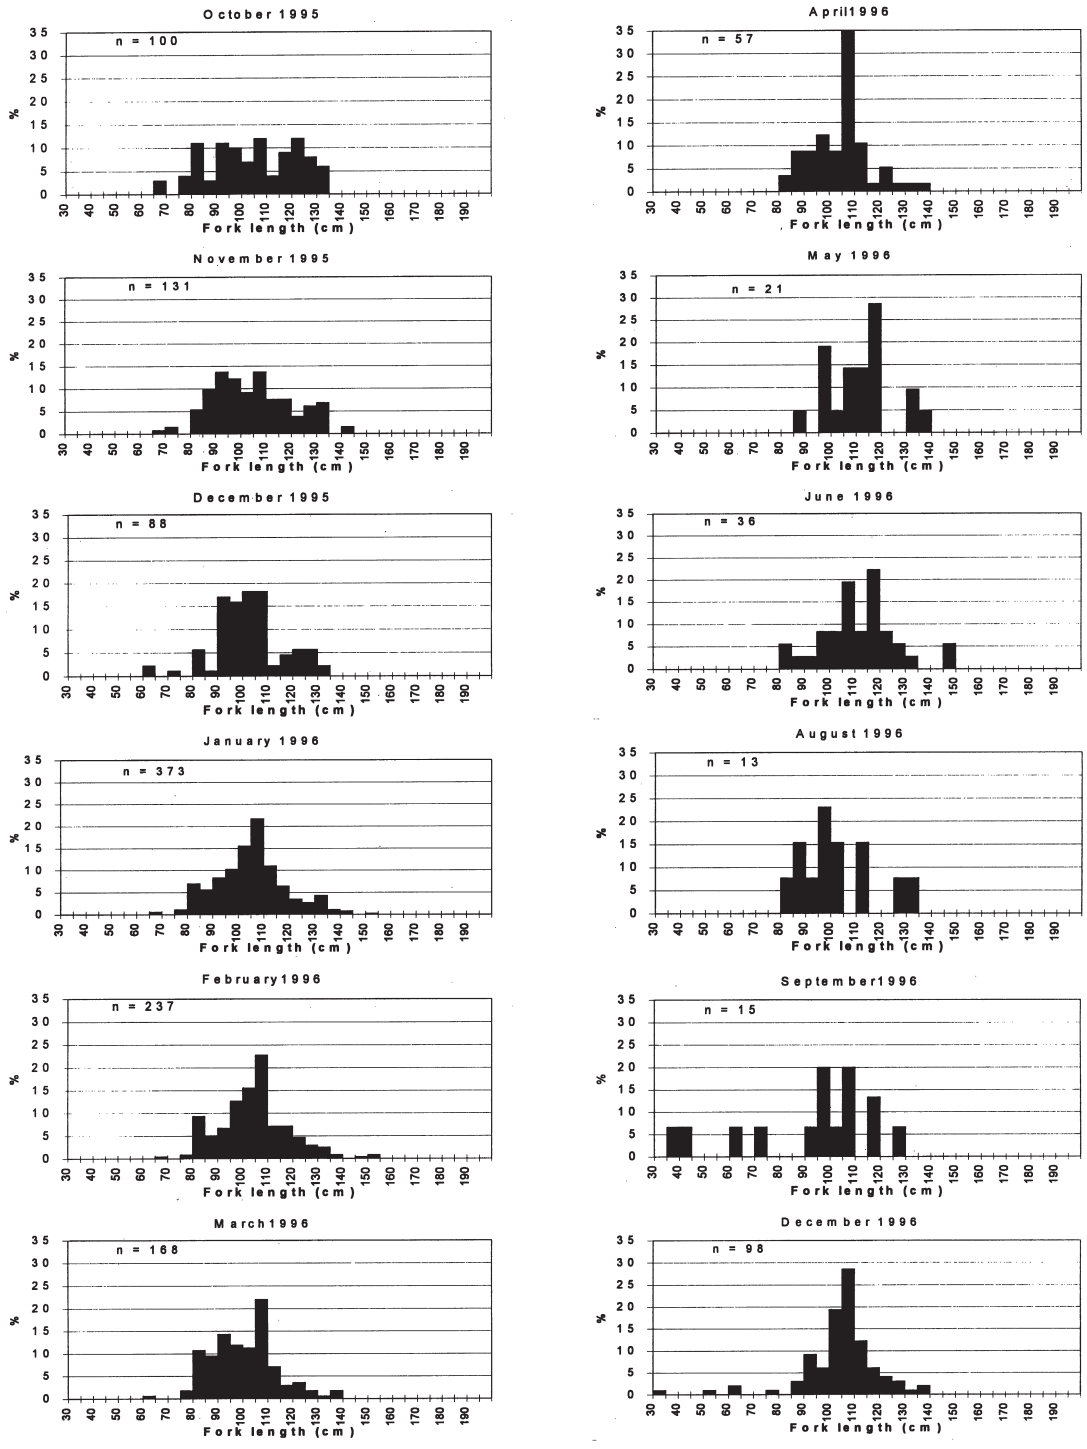 October 1995
n = 100
35
30
25
20
15
10
5
0
%
30 40 50 60 70 80 90 100 110 120 130 140 150 160 170 180 190
Fork length (cm)
November 1995
n = 131
35
30
25
20
15
10
5
0
%
30 40 50 60 70 80 90 100 110 120 130 140 150 160 170 180 190
Fork length (cm)
December 1995
n = 88
35
30
25
20
15
10
5
0
%
30 40 50 60 70 80 90 100 110 120 130 140 150 160 170 180 190
Fork length (cm)
January 1996
n = 373
35
30
25
20
15
10
5
0
%
30 40 50 60 70 80 90 100 110 120 130 140 150 160 170 180 190
Fork length (cm)
February 1996
n = 237
35
30
25
20
15
10
5
0
%
30 40 50 60 70 80 90 100 110 120 130 140 150 160 170 180 190
Fork length (cm)
March 1996
n = 168
35
30
25
20
15
10
5
0
%
30 40 50 60 70 80 90 100 110 120 130 140 150 160 170 180 190
Fork length (cm)
April 1996
n = 57
35
30
25
20
15
10
5
0
%
30 40 50 60 70 80 90 100 110 120 130 140 150 160 170 180 190
Fork length (cm)
May 1996
n = 21
35
30
25
20
15
10
5
0
%
30 40 50 60 70 80 90 100 110 120 130 140 150 160 170 180 190
Fork length (cm)
June 1996
n = 36
35
30
25
20
15
10
5
0
%
30 40 50 60 70 80 90 100 110 120 130 140 150 160 170 180 190
Fork length (cm)
August 1996
n = 13
35
30
25
20
15
10
5
0
%
30 40 50 60 70 80 90 100 110 120 130 140 150 160 170 180 190
Fork length (cm)
September 1996
n = 15
35
30
25
20
15
10
5
0
%
30 40 50 60 70 80 90 100 110 120 130 140 150 160 170 180 190
Fork length (cm)
December 1996
n = 98
35
30
25
20
15
10
5
0
%
30 40 50 60 70 80 90 100 110 120 130 140 150 160 170 180 190
Fork length (cm)